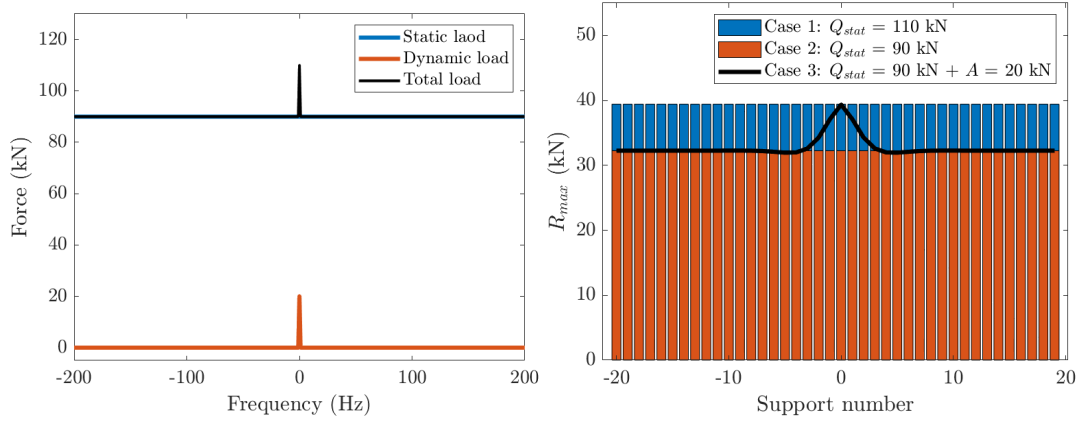 120
100
80
60
40
20
0
-200
-100
0
100
200
Force (kN)
Frequency (Hz)
Static laod
Dynamic load
Total load
50
40
30
20
10
0
-20
-10
0
10
20
R_max (kN)
Support number
Case 1: Q_stat = 110 kN
Case 2: Q_stat = 90 kN
Case 3: Q_stat = 90 kN + A = 20 kN